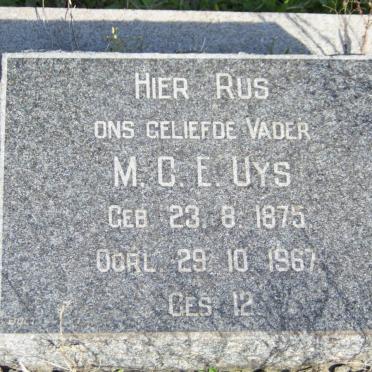 HIER RUS
ONS GELIEFDE VADER
M. C. E. UYS
GEB. 23. 8. 1875.
OORL. 29. 10. 1967.
GES. 12.